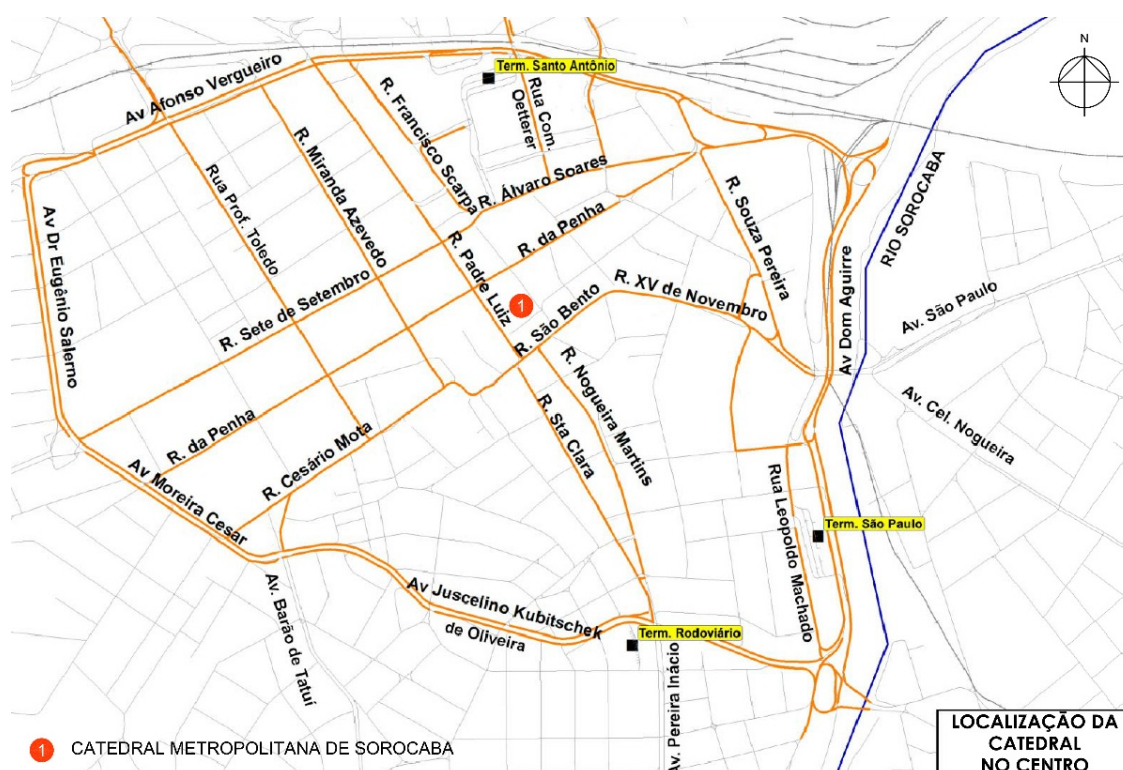 N
Term. Santo Antônio
Av Afonso Vergueiro
R. Francisco Scarpa
Rua Com.
Oetterer
R. Miranda Azevedo
R. Álvaro Soares
Rua Prof. Toledo
R. da Penha
R. Souza Pereira
RIO SOROCABA
Av Dr Eugênio Salerno
R. Sete de Setembro
R. Padre Luiz
1
R. São Bento
R. XV de Novembro
Av Dom Aguirre
Av. São Paulo
R. Nogueira Martins
R. Sta Clara
Av. Cel. Nogueira
R. da Penha
R. Cesário Mota
Av Moreira Cesar
Rua Leopoldo Machado
Term. São Paulo
Av. Barão de Tatuí
Av Juscelino Kubitschek
de Oliveira
Term. Rodoviário
Av. Pereira Inácio
1 CATEDRAL METROPOLITANA DE SOROCABA
LOCALIZAÇÃO DA
CATEDRAL
NO CENTRO